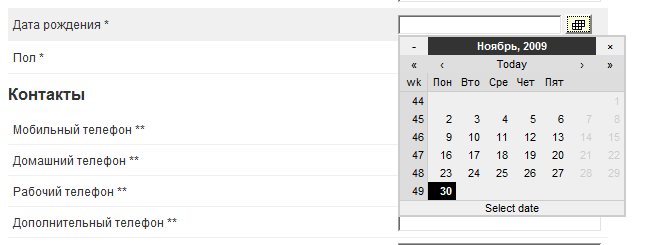 Дата рождения *
- Ноябрь, 2009 ×
Пол *
« ‹ Today › »
wk Пон Вто Сре Чет Пят
Контакты
44 1
45 2 3 4 5 6 7 8
Мобильный телефон **
46 9 10 11 12 13 14 15
Домашний телефон **
47 16 17 18 19 20 21 22
48 23 24 25 26 27 28 29
Рабочий телефон **
49 30
Select date
Дополнительный телефон **